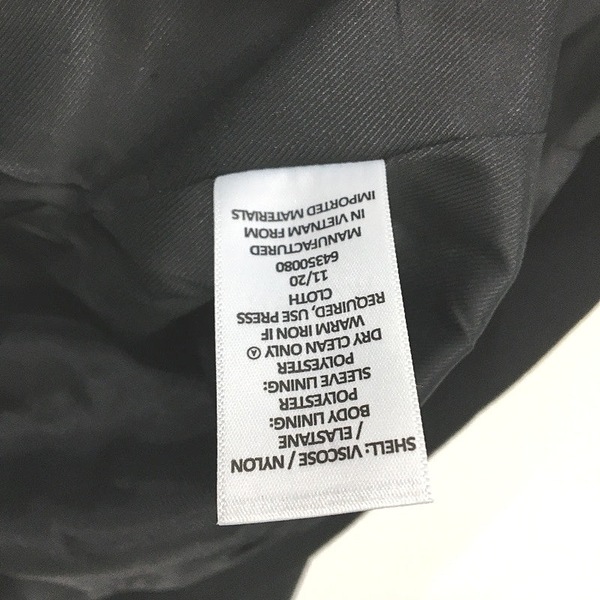 SHELL: VISCOSE / NYLON
/ ELASTANE
BODY LINING:
POLYESTER
SLEEVE LINING:
POLYESTER
DRY CLEAN ONLY Ⓐ
WARM IRON IF
REQUIRED, USE PRESS
CLOTH
11/20
64350080
MANUFACTURED
IN VIETNAM FROM
IMPORTED MATERIALS